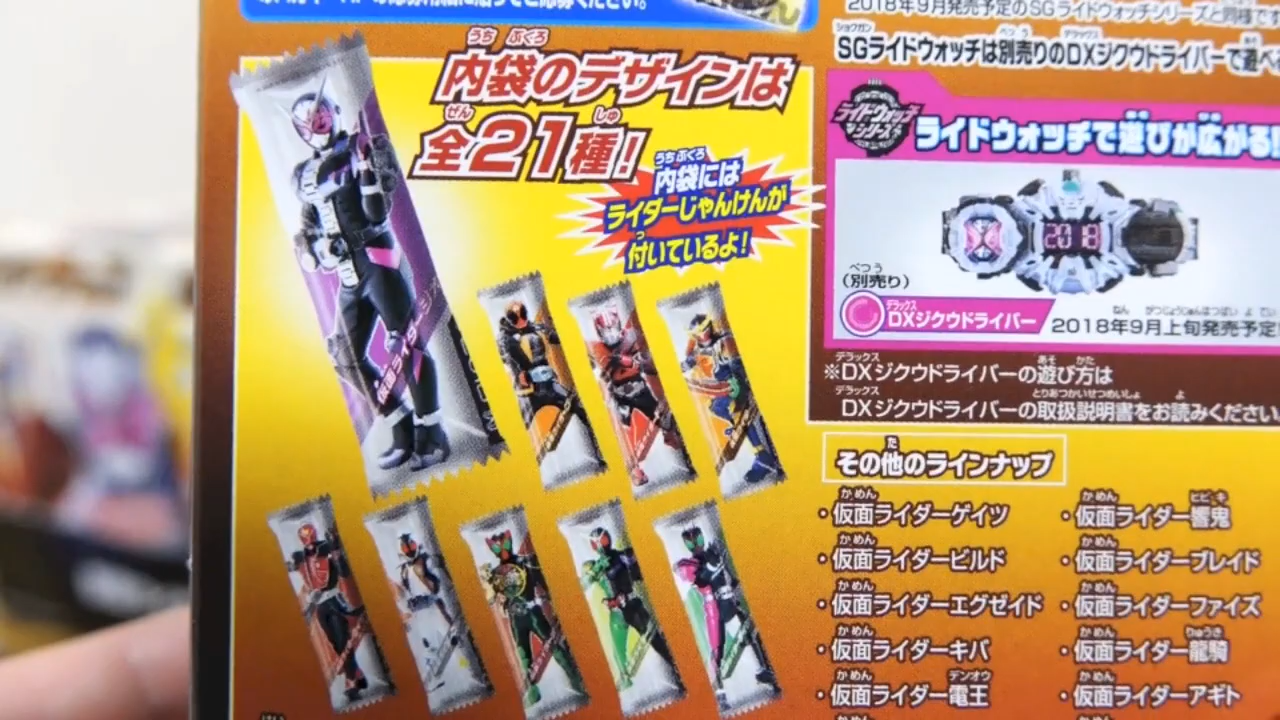 内袋のデザインは
全21種!
内袋には
ライダーじゃんけんが
付いているよ!
2018年9月発売予定のSGライドウォッチシリーズと同様です
SGライドウォッチは別売りのDXジクウドライバーで遊べ
ライドウォッチ
シリーズ
ライドウォッチで遊びが広がる!
2018
(別売り)
DXジクウドライバー
2018年9月上旬発売予定
※DXジクウドライバーの遊び方は
DXジクウドライバーの取扱説明書をお読みください
その他のラインナップ
・仮面ライダーゲイツ
・仮面ライダービルド
・仮面ライダーエグゼイド
・仮面ライダーキバ
・仮面ライダー電王
・仮面ライダー響鬼
・仮面ライダーブレイド
・仮面ライダーファイズ
・仮面ライダー龍騎
・仮面ライダーアギト